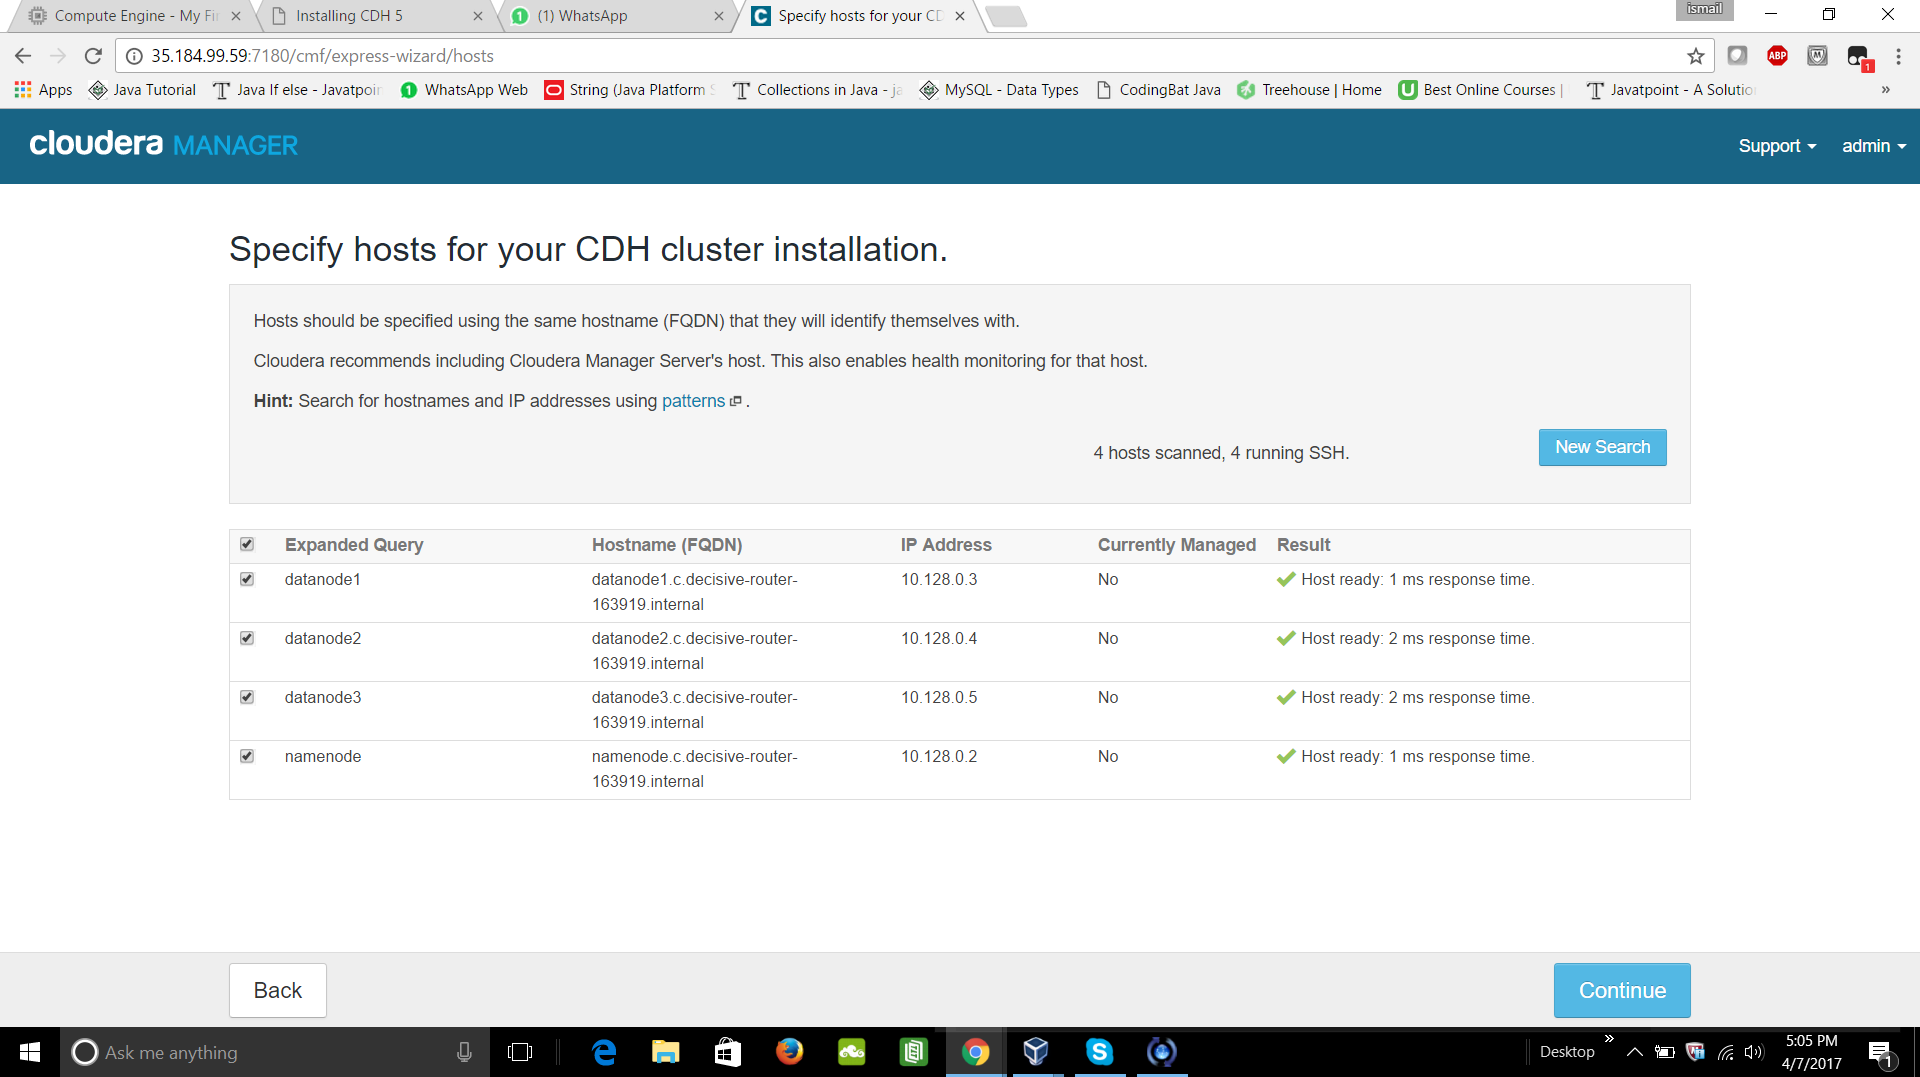 Compute Engine - My Fir
Installing CDH 5
(1) WhatsApp
Specify hosts for your CD
ismail
35.184.99.59:7180/cmf/express-wizard/hosts
ABP
1
Apps
Java Tutorial
Java If else - Javatpoin
WhatsApp Web
String (Java Platform S
Collections in Java - ja
MySQL - Data Types
CodingBat Java
Treehouse | Home
Best Online Courses |
Javatpoint - A Solutio
»
cloudera MANAGER
Support
admin
Specify hosts for your CDH cluster installation.
Hosts should be specified using the same hostname (FQDN) that they will identify themselves with.
Cloudera recommends including Cloudera Manager Server's host. This also enables health monitoring for that host.
Hint: Search for hostnames and IP addresses using patterns .
4 hosts scanned, 4 running SSH.
New Search
Expanded Query Hostname (FQDN) IP Address Currently Managed Result
datanode1 datanode1.c.decisive-router- 10.128.0.3 No Host ready: 1 ms response time.
163919.internal
datanode2 datanode2.c.decisive-router- 10.128.0.4 No Host ready: 2 ms response time.
163919.internal
datanode3 datanode3.c.decisive-router- 10.128.0.5 No Host ready: 2 ms response time.
163919.internal
namenode namenode.c.decisive-router- 10.128.0.2 No Host ready: 1 ms response time.
163919.internal
Back
Continue
Ask me anything
Desktop
»
5:05 PM
4/7/2017
1